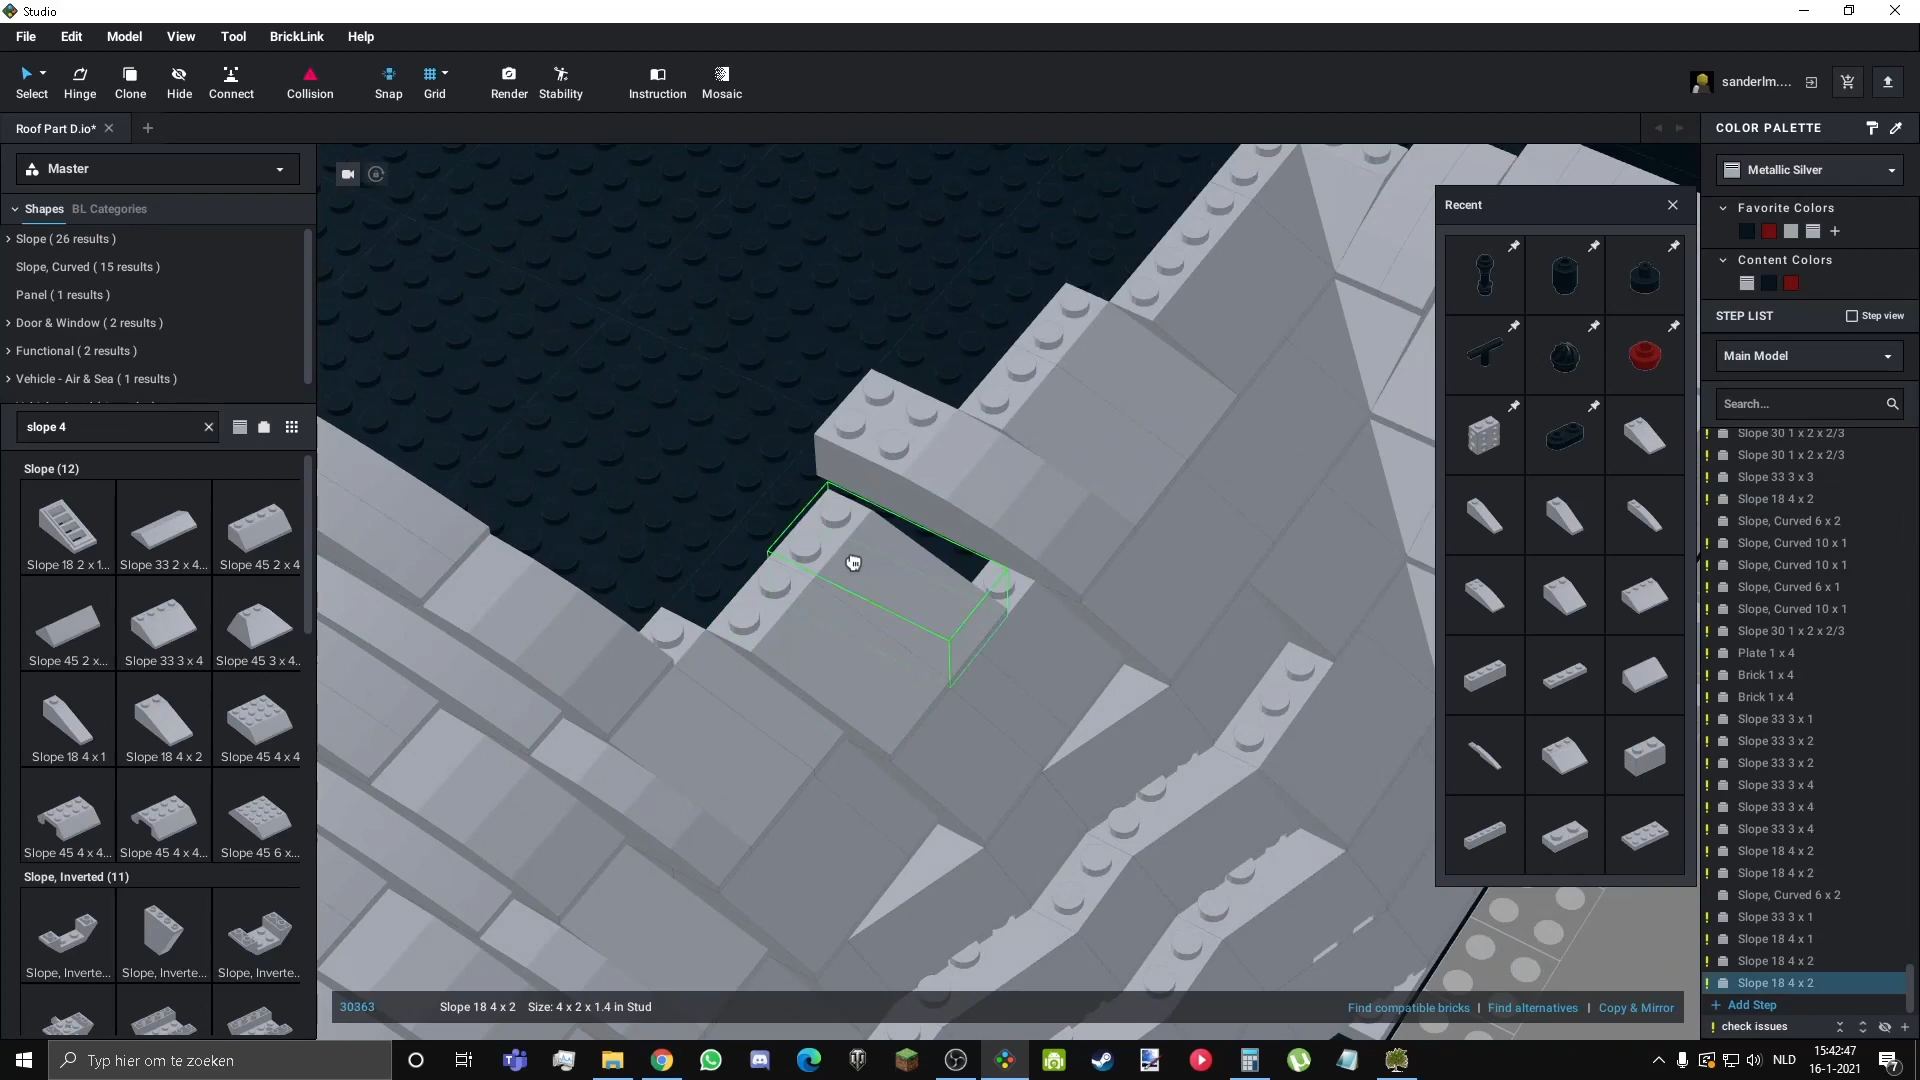 Studio
File Edit Model View Tool BrickLink Help
Select Hinge Clone Hide Connect Collision Snap Grid Render Stability Instruction Mosaic
sanderlm....
Roof Part D.io*
COLOR PALETTE
Master
Metallic Silver
Shapes BL Categories
Slope ( 26 results )
Slope, Curved ( 15 results )
Panel ( 1 results )
Door & Window ( 2 results )
Functional ( 2 results )
Vehicle - Air & Sea ( 1 results )
slope 4
Slope (12)
Slope 18 2 x 1... Slope 33 2 x 4... Slope 45 2 x 4
Slope 45 2 x... Slope 33 3 x 4 Slope 45 3 x 4...
Slope 18 4 x 1 Slope 18 4 x 2 Slope 45 4 x 4
Slope 45 4 x 4... Slope 45 4 x 4... Slope 45 6 x...
Slope, Inverted (11)
Slope, Inverte... Slope, Inverte... Slope, Inverte...
Recent
Favorite Colors
Content Colors
STEP LIST Step view
Main Model
Search...
Slope 30 1 x 2 x 2/3
Slope 30 1 x 2 x 2/3
Slope 33 3 x 3
Slope 18 4 x 2
Slope, Curved 6 x 2
Slope, Curved 10 x 1
Slope, Curved 10 x 1
Slope, Curved 6 x 1
Slope, Curved 10 x 1
Slope 30 1 x 2 x 2/3
Plate 1 x 4
Brick 1 x 4
Brick 1 x 4
Slope 33 3 x 1
Slope 33 3 x 2
Slope 33 3 x 2
Slope 33 3 x 4
Slope 33 3 x 4
Slope 33 3 x 4
Slope 18 4 x 2
Slope 18 4 x 2
Slope, Curved 6 x 2
Slope 33 3 x 1
Slope 18 4 x 1
Slope 18 4 x 2
Slope 18 4 x 2
+ Add Step
! check issues
30363 Slope 18 4 x 2 Size: 4 x 2 x 1.4 in Stud
Find compatible bricks | Find alternatives | Copy & Mirror
Typ hier om te zoeken
NLD
15:42:47
16-1-2021
7